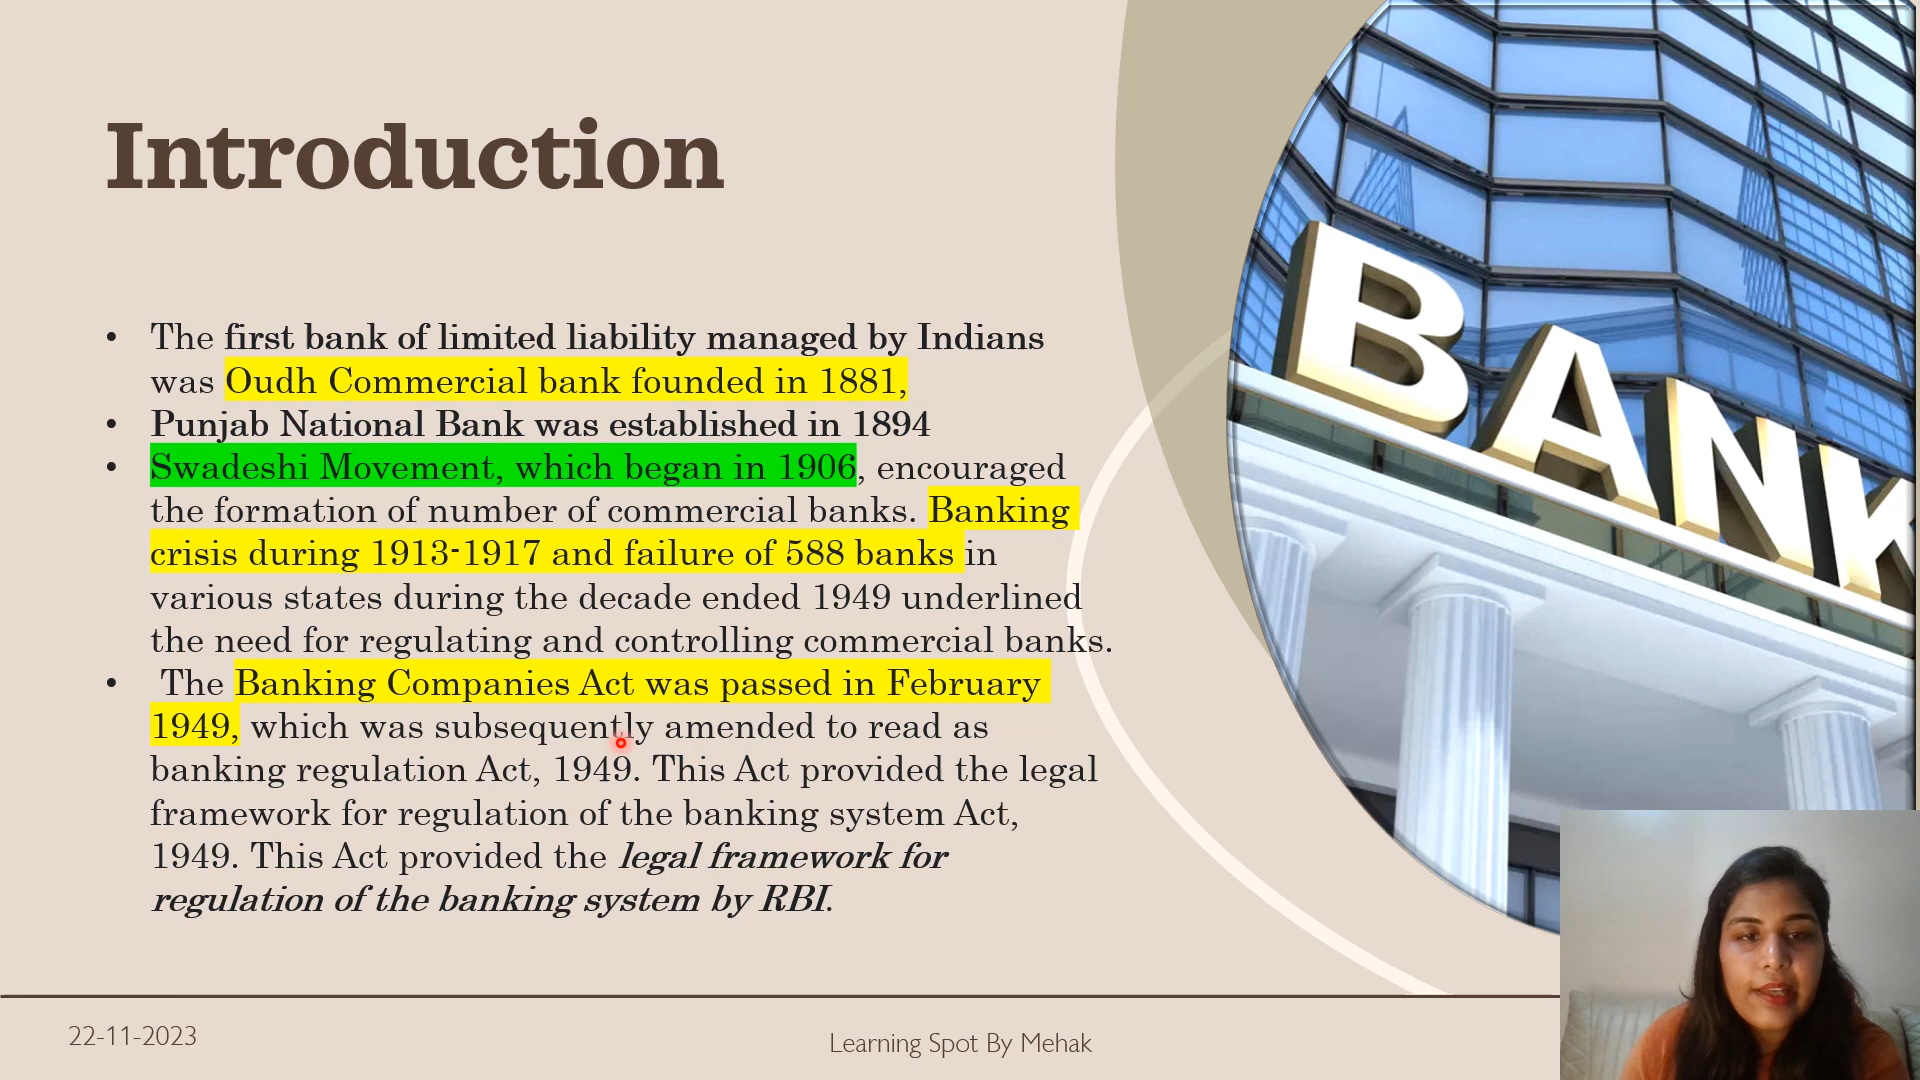 Introduction
• The first bank of limited liability managed by Indians
was Oudh Commercial bank founded in 1881,
• Punjab National Bank was established in 1894
• Swadeshi Movement, which began in 1906, encouraged
the formation of number of commercial banks. Banking
crisis during 1913-1917 and failure of 588 banks in
various states during the decade ended 1949 underlined
the need for regulating and controlling commercial banks.
• The Banking Companies Act was passed in February
1949, which was subsequently amended to read as
banking regulation Act, 1949. This Act provided the legal
framework for regulation of the banking system Act,
1949. This Act provided the legal framework for
regulation of the banking system by RBI.
BANK
22-11-2023
Learning Spot By Mehak